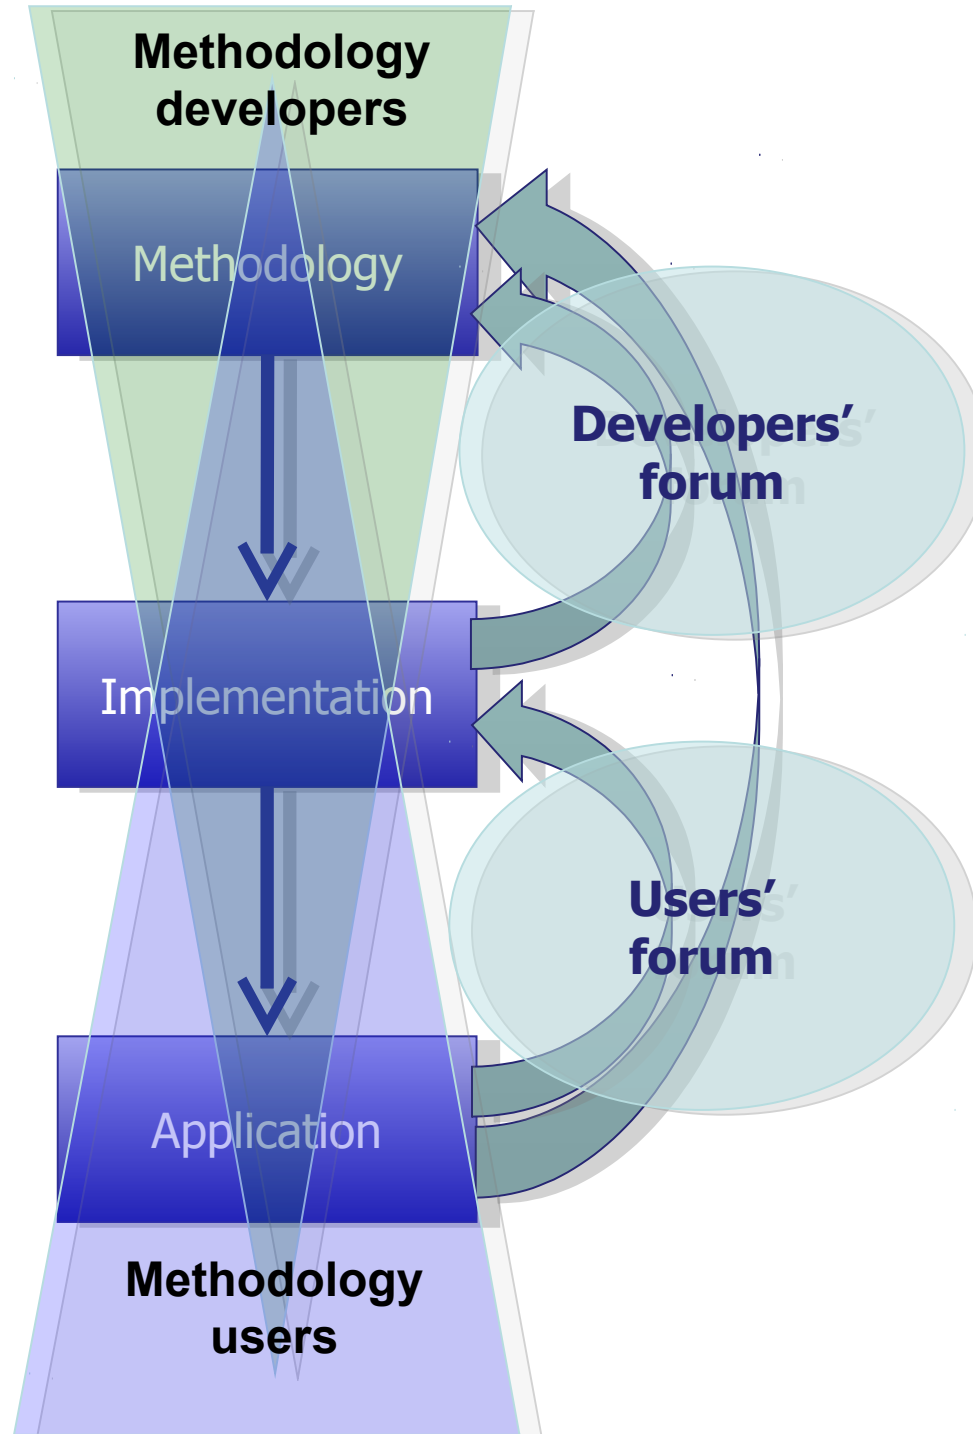 Methodology
developers
Methodology
Developers’
forum
Implementation
Users’
forum
Application
Methodology
users